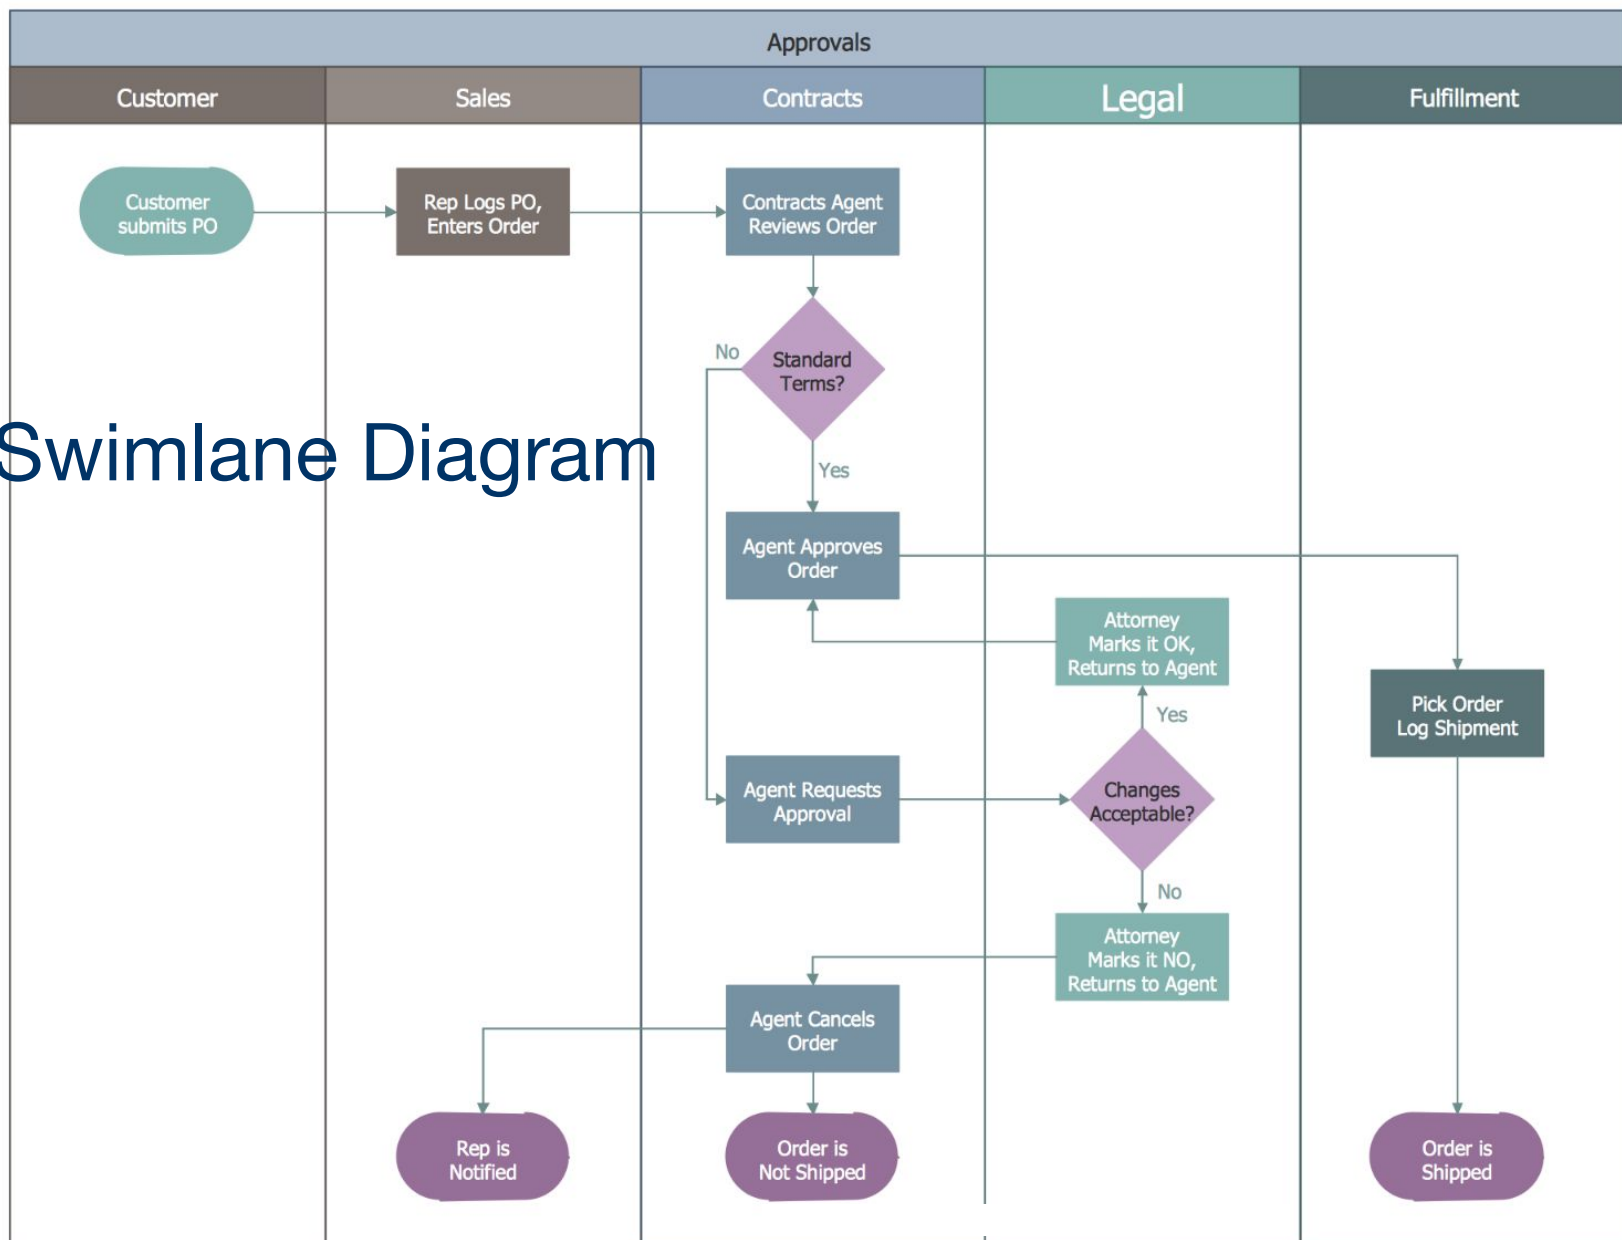 Approvals
Customer
Sales
Contracts
Legal
Fulfillment
Customer
submits PO
Rep Logs PO,
Enters Order
Contracts Agent
Reviews Order
No
Standard
Terms?
Swimlane Diagram
Yes
Agent Approves
Order
Attorney
Marks it OK,
Returns to Agent
Yes
Pick Order
Log Shipment
Agent Requests
Approval
Changes
Acceptable?
No
Attorney
Marks it NO,
Returns to Agent
Agent Cancels
Order
Rep is
Notified
Order is
Not Shipped
Order is
Shipped